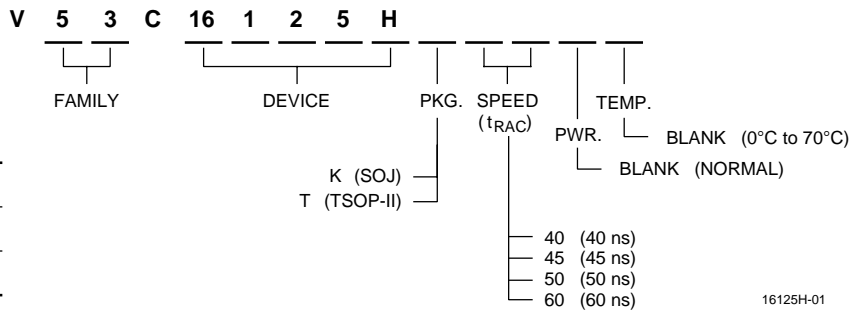 V 5 3 C 16 1 2 5 H
FAMILY DEVICE PKG. SPEED TEMP.
(tRAC)
PWR.
BLANK (0°C to 70°C)
BLANK (NORMAL)
K (SOJ)
T (TSOP-II)
40 (40 ns)
45 (45 ns)
50 (50 ns)
60 (60 ns)
16125H-01